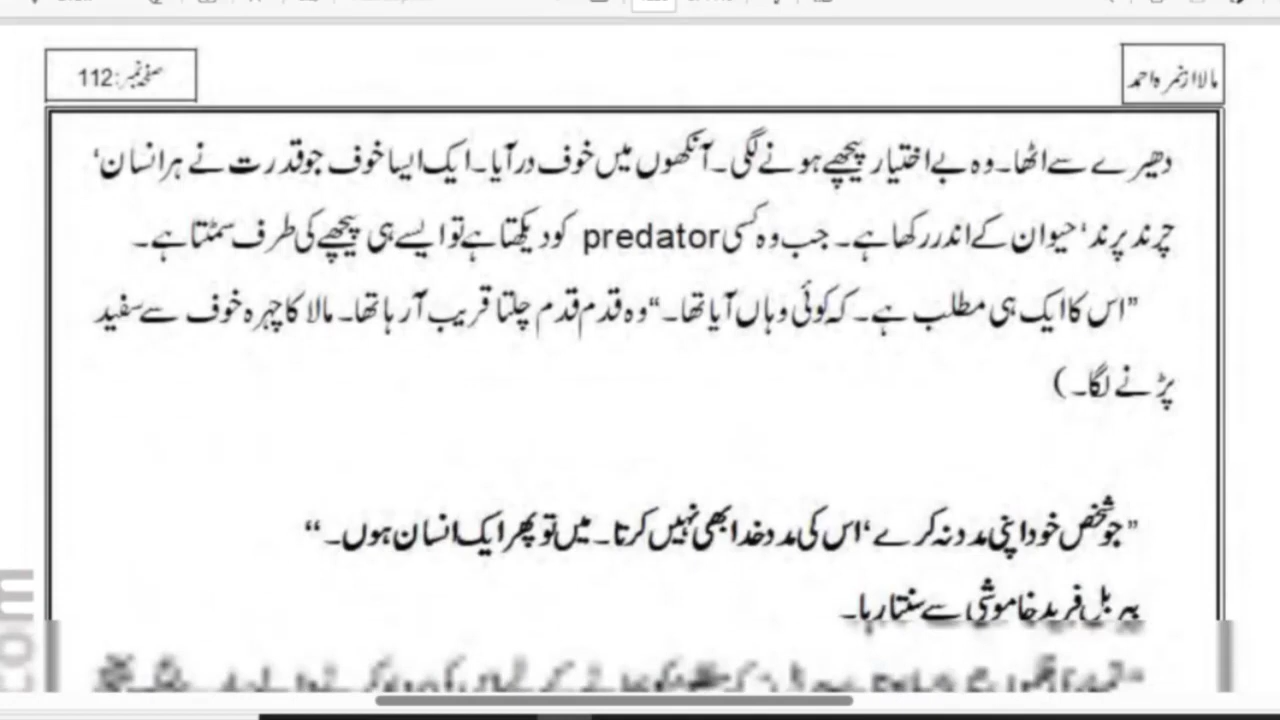 مالا از نمرہ احمد
صفحہ نمبر:112
دھیرے سے اٹھا۔وہ بے اختیار پیچھے ہونے لگی۔آنکھوں میں خوف در آیا۔ایک ایسا خوف جو قدرت نے ہر انسان‘
چرند پرند‘حیوان کے اندر رکھا ہے۔جب وہ کسی predator کو دیکھتا ہے تو ایسے ہی پیچھے کی طرف سمٹتا ہے۔
”اس کا ایک ہی مطلب ہے۔کہ کوئی وہاں آیا تھا۔“وہ قدم قدم چلتا قریب آ رہا تھا۔مالا کا چہرہ خوف سے سفید
پڑنے لگا۔)
”جو شخص خود اپنی مدد نہ کرے‘اس کی مدد خدا بھی نہیں کرتا۔میں تو پھر ایک انسان ہوں۔“
بیربل فرید خاموشی سے سنتا رہا۔
com